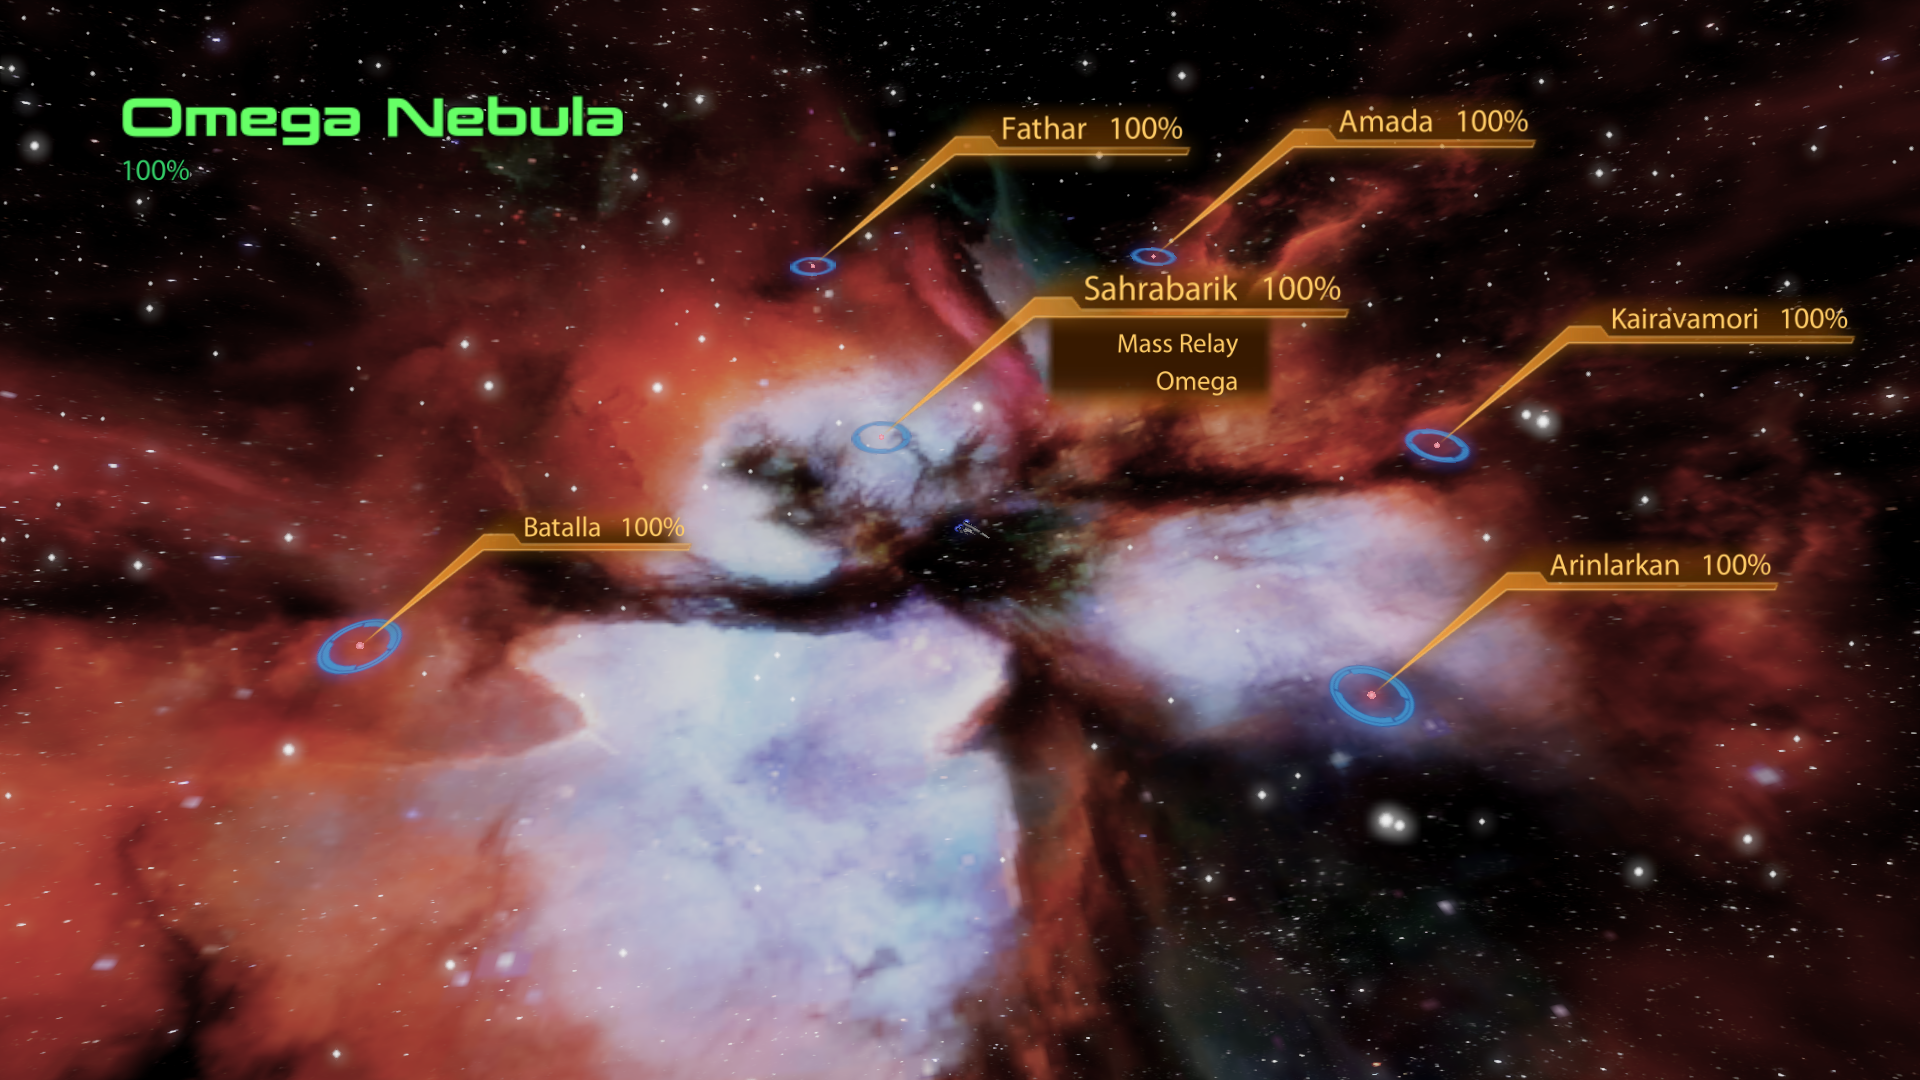 Omega Nebula
100%
Fathar 100%
Amada 100%
Sahrabarik 100%
Mass Relay
Omega
Kairavamori 100%
Batalla 100%
Arinlarkan 100%